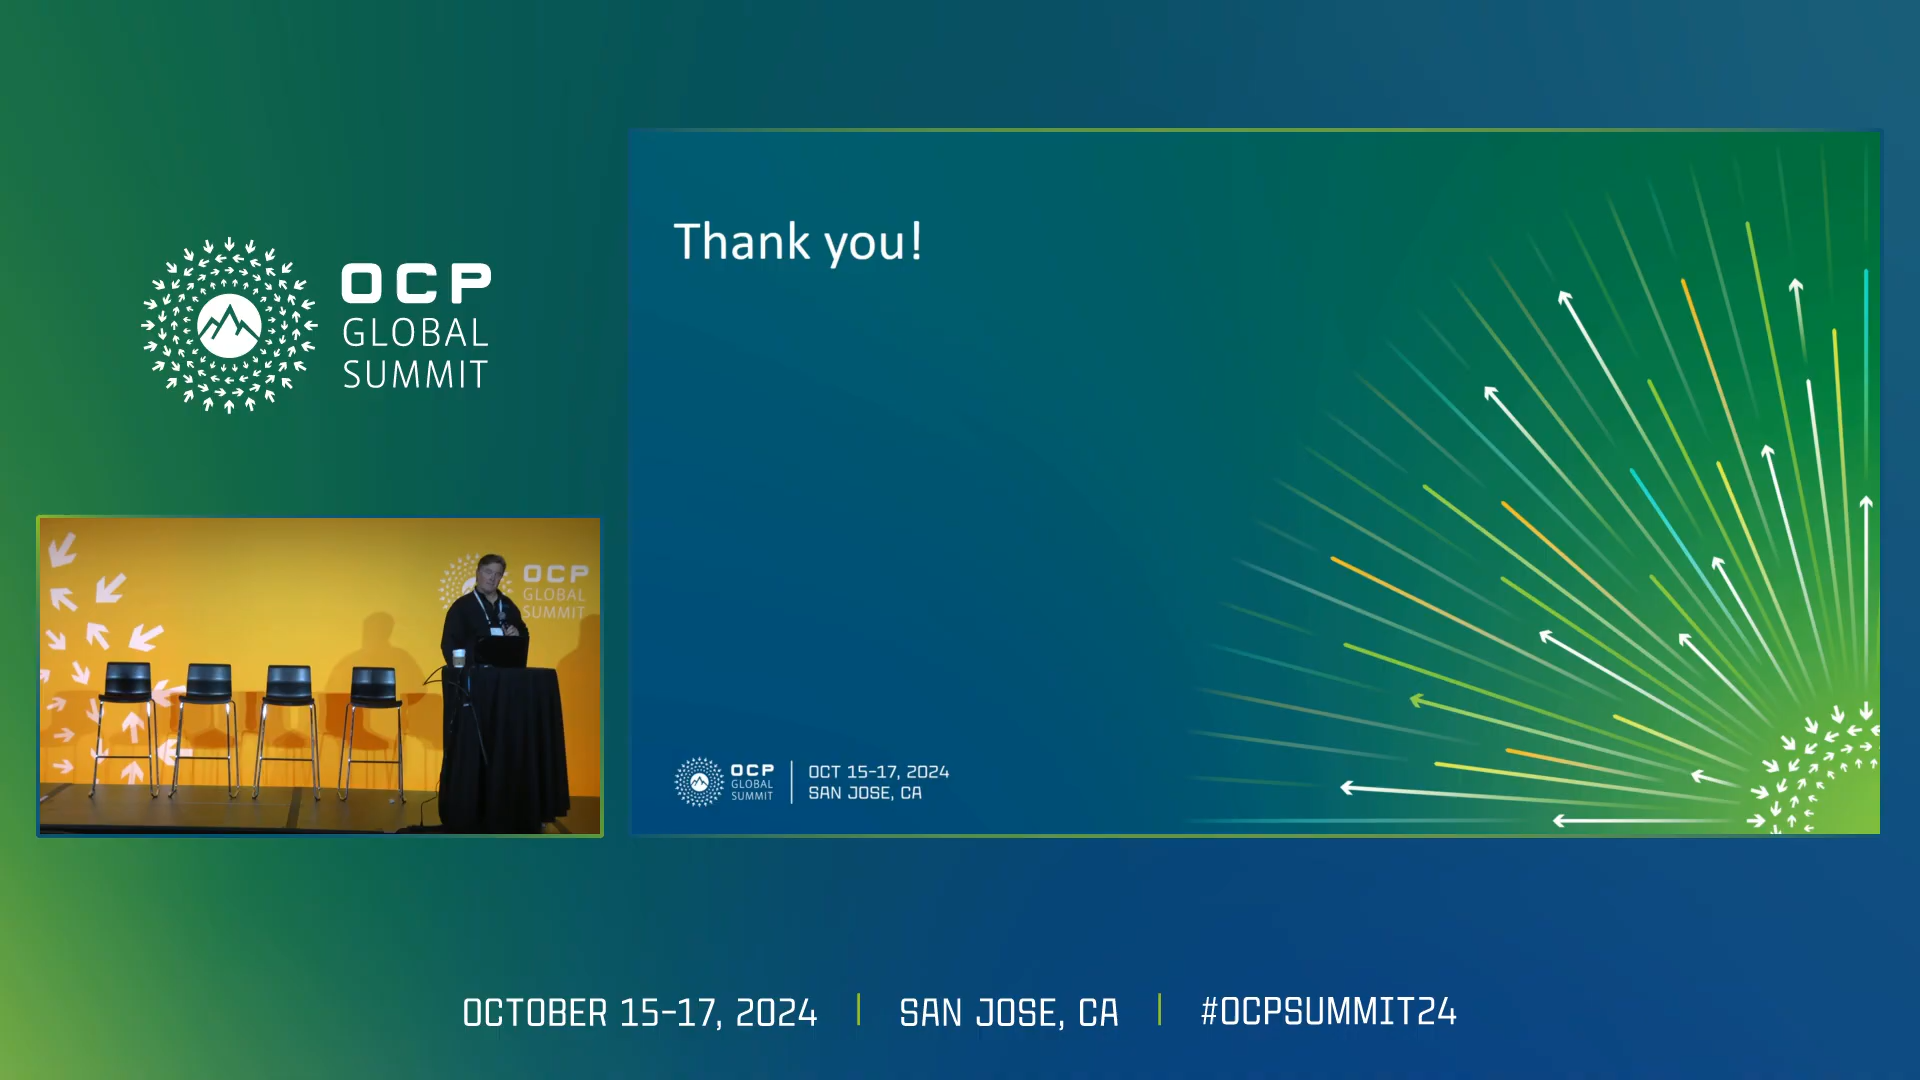 OCP
GLOBAL
SUMMIT
Thank you!
OCP
GLOBAL
SUMMIT
OCP
GLOBAL
SUMMIT
OCT 15-17, 2024
SAN JOSE, CA
OCTOBER 15-17, 2024 | SAN JOSE, CA | #OCPSUMMIT24